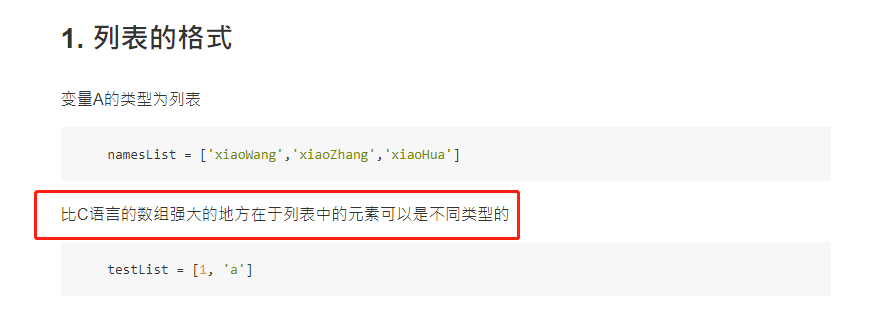 1. 列表的格式
变量A的类型为列表
namesList = ['xiaoWang','xiaoZhang','xiaoHua']
比C语言的数组强大的地方在于列表中的元素可以是不同类型的
testList = [1, 'a']